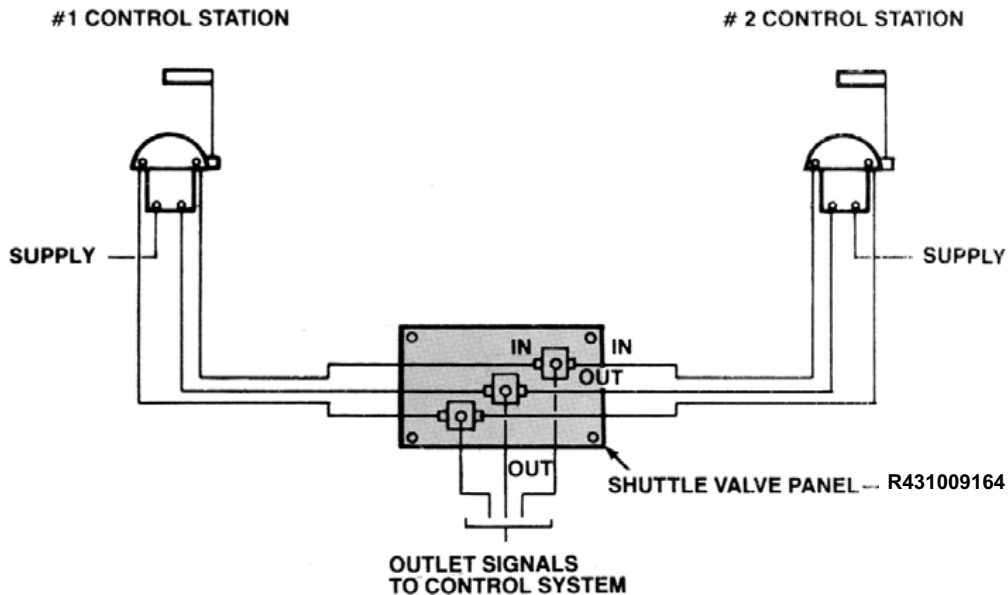 #1 CONTROL STATION
# 2 CONTROL STATION
SUPPLY
SUPPLY
IN
IN
OUT
OUT
SHUTTLE VALVE PANEL
R431009164
OUTLET SIGNALS
TO CONTROL SYSTEM